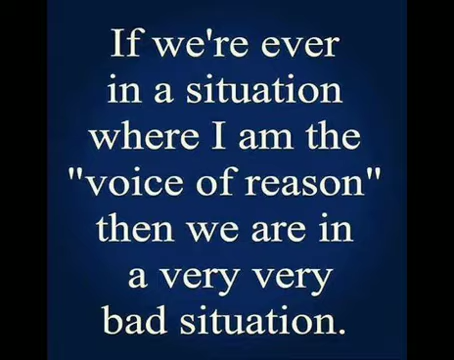 If we're ever
in a situation
where I am the
"voice of reason"
then we are in
a very very
bad situation.